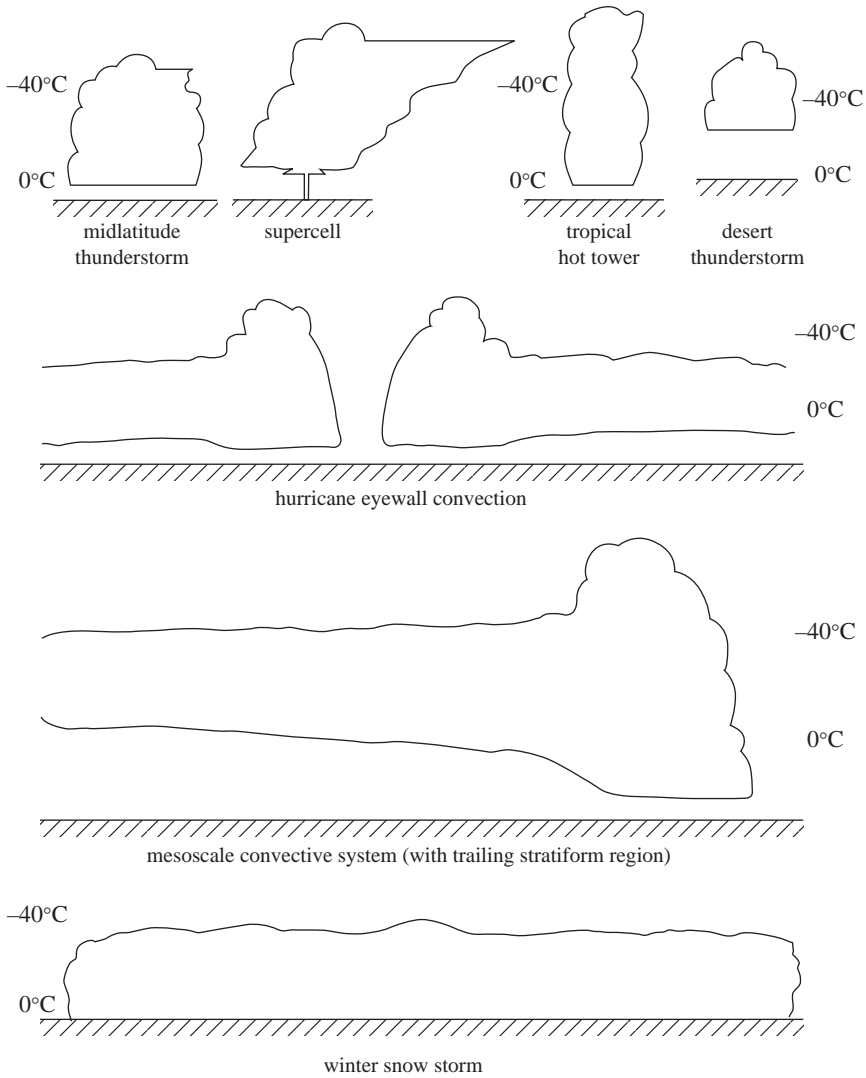 –40°C
–40°C
–40°C
0°C
0°C
0°C
midlatitude
thunderstorm
supercell
tropical
hot tower
desert
thunderstorm
–40°C
0°C
hurricane eyewall convection
–40°C
0°C
mesoscale convective system (with trailing stratiform region)
–40°C
0°C
winter snow storm